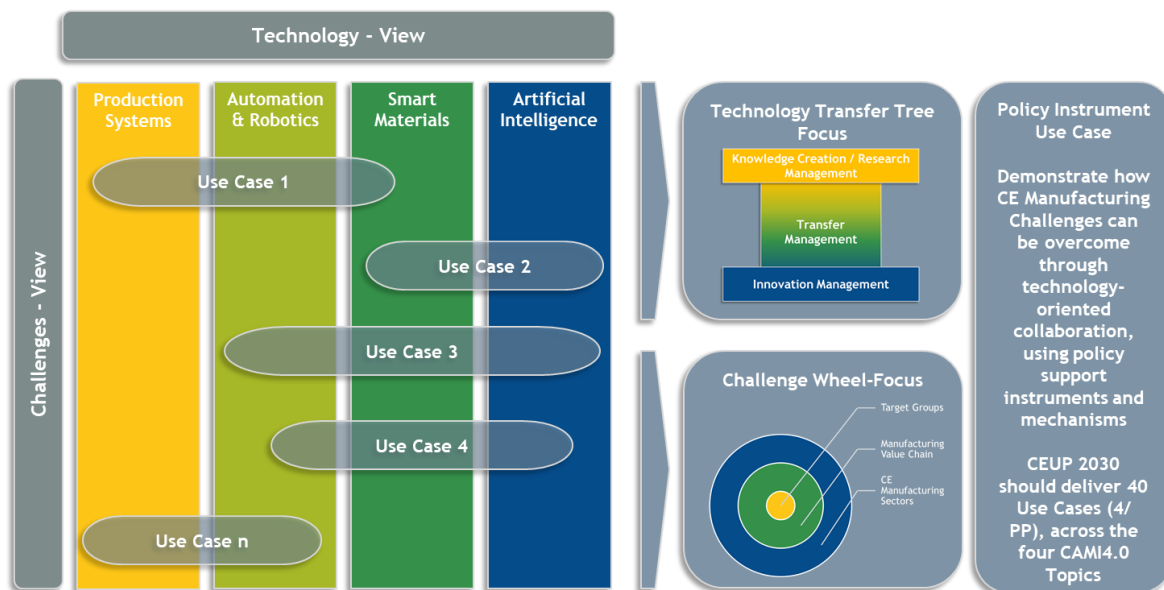 Technology - View
Challenges - View
Production
Systems
Automation
& Robotics
Smart
Materials
Artificial
Intelligence
Use Case 1
Use Case 2
Use Case 3
Use Case 4
Use Case n
Technology Transfer Tree
Focus
Knowledge Creation / Research
Management
Transfer
Management
Innovation Management
Challenge Wheel-Focus
Target Groups
Manufacturing
Value Chain
CE
Manufacturing
Sectors
Policy Instrument
Use Case
Demonstrate how
CE Manufacturing
Challenges can
be overcome
through
technology-
oriented
collaboration,
using policy
support
instruments and
mechanisms
CEUP 2030
should deliver 40
Use Cases (4/
PP), across the
four CAMI4.0
Topics